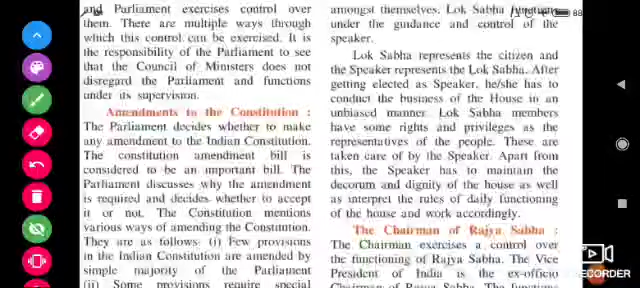 and Parliament exercises control over
them. There are multiple ways through
which this control can be exercised. It is
the responsibility of the Parliament to see
that the Council of Ministers does not
disregard the Parliament and functions
under its supervision.
Amendments to the Constitution :
The Parliament decides whether to make
any amendment to the Indian Constitution.
The constitution amendment bill is
considered to be an important bill. The
Parliament discusses why the amendment
is required and decides whether to accept
it or not. The Constitution mentions
various ways of amending the Constitution.
They are as follows: (i) Few provisions
in the Indian Constitution are amended by
simple majority of the Parliament
(ii) Some provisions require special
amongst themselves. Lok Sabha functions
under the guidance and control of the
speaker.
Lok Sabha represents the citizen and
the Speaker represents the Lok Sabha. After
getting elected as Speaker, he/she has to
conduct the business of the House in an
unbiased manner. Lok Sabha members
have some rights and privileges as the
representatives of the people. These are
taken care of by the Speaker. Apart from
this, the Speaker has to maintain the
decorum and dignity of the house as well
as interpret the rules of daily functioning
of the house and work accordingly.
The Chairman of Rajya Sabha :
The Chairman exercises a control over
the functioning of Rajya Sabha. The Vice
President of India is the ex-officio
Chairman of Rajya Sabha. The functions
88
RECORDER